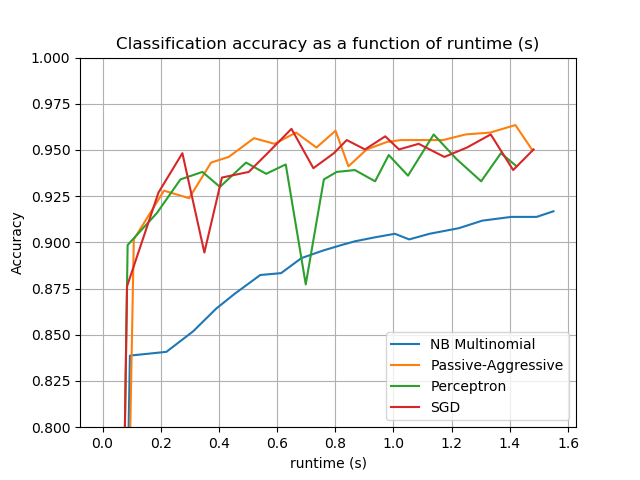 Classification accuracy as a function of runtime (s)
1.000
0.975
0.950
0.925
0.900
0.875
0.850
0.825
0.800
Accuracy
NB Multinomial
Passive-Aggressive
Perceptron
SGD
0.0 0.2 0.4 0.6 0.8 1.0 1.2 1.4 1.6
runtime (s)